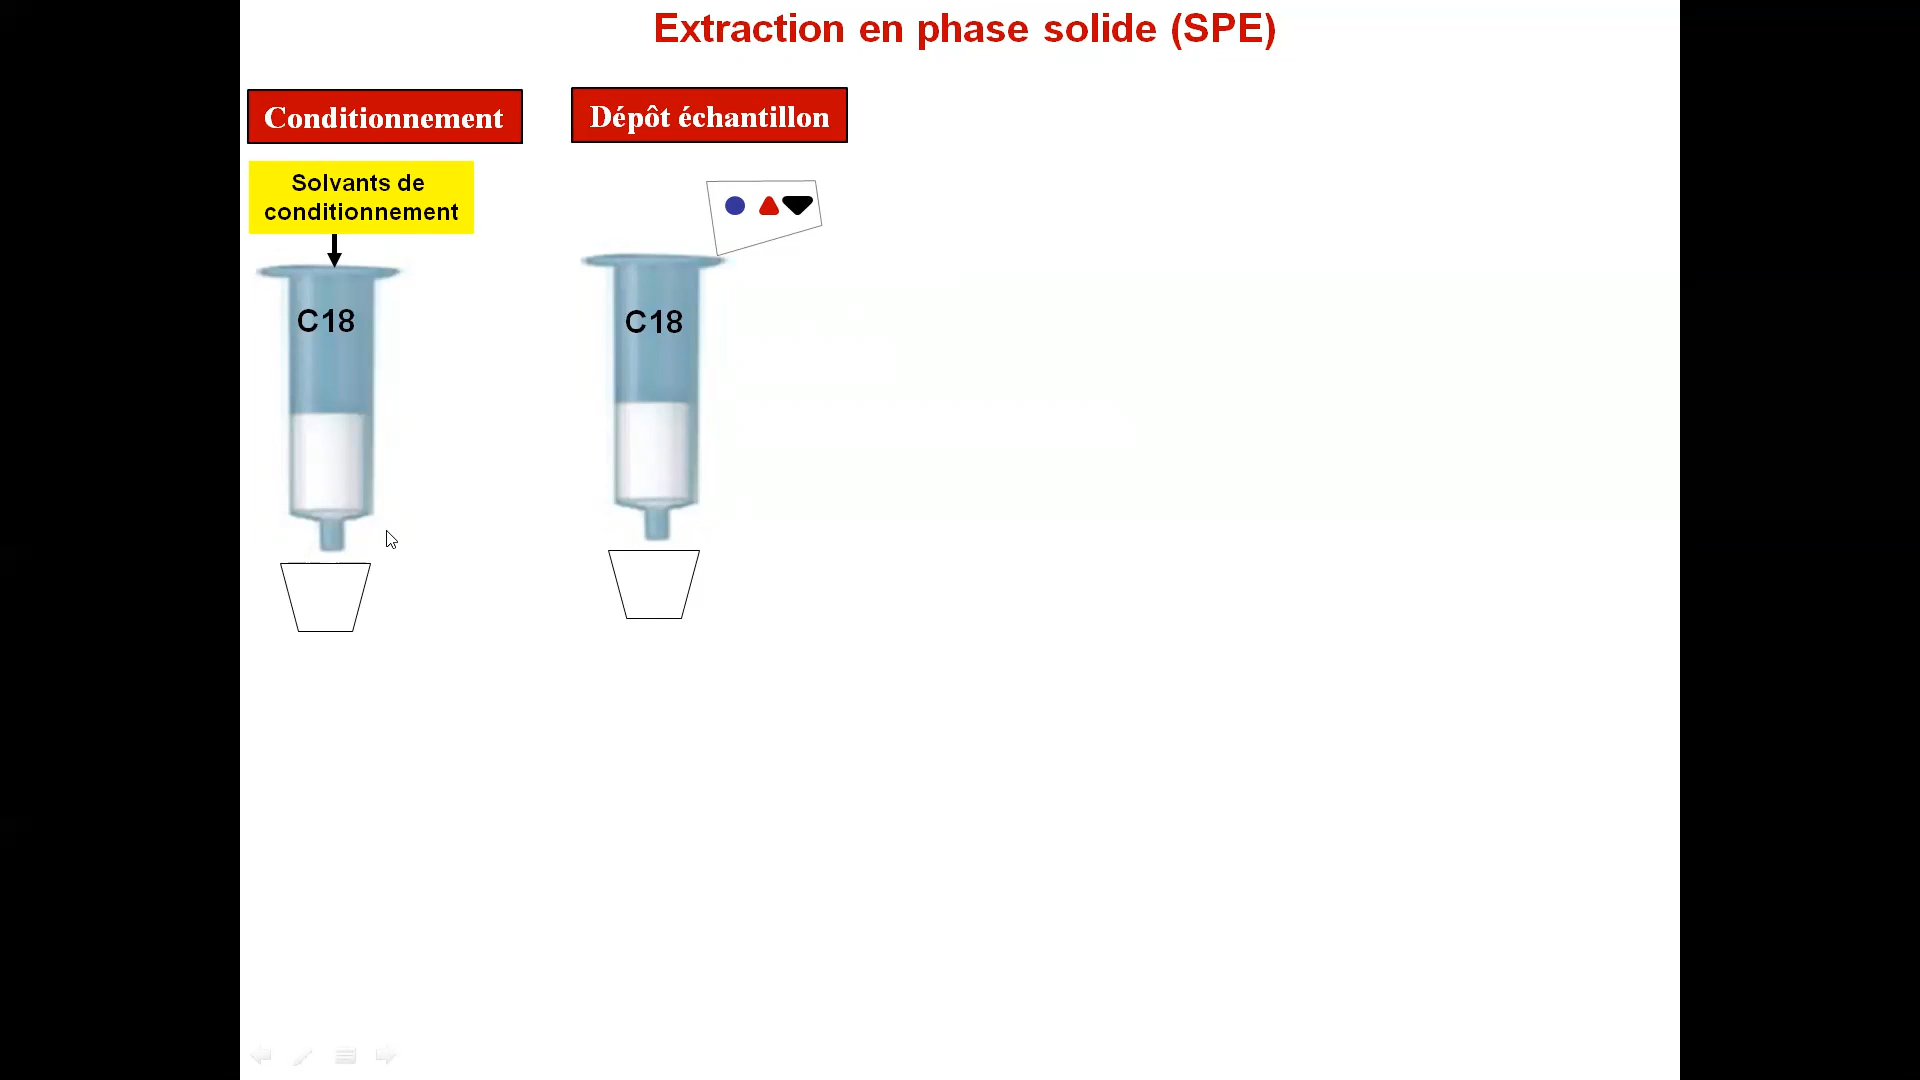 Extraction en phase solide (SPE)
Conditionnement
Dépôt échantillon
Solvants de
conditionnement
C18
C18